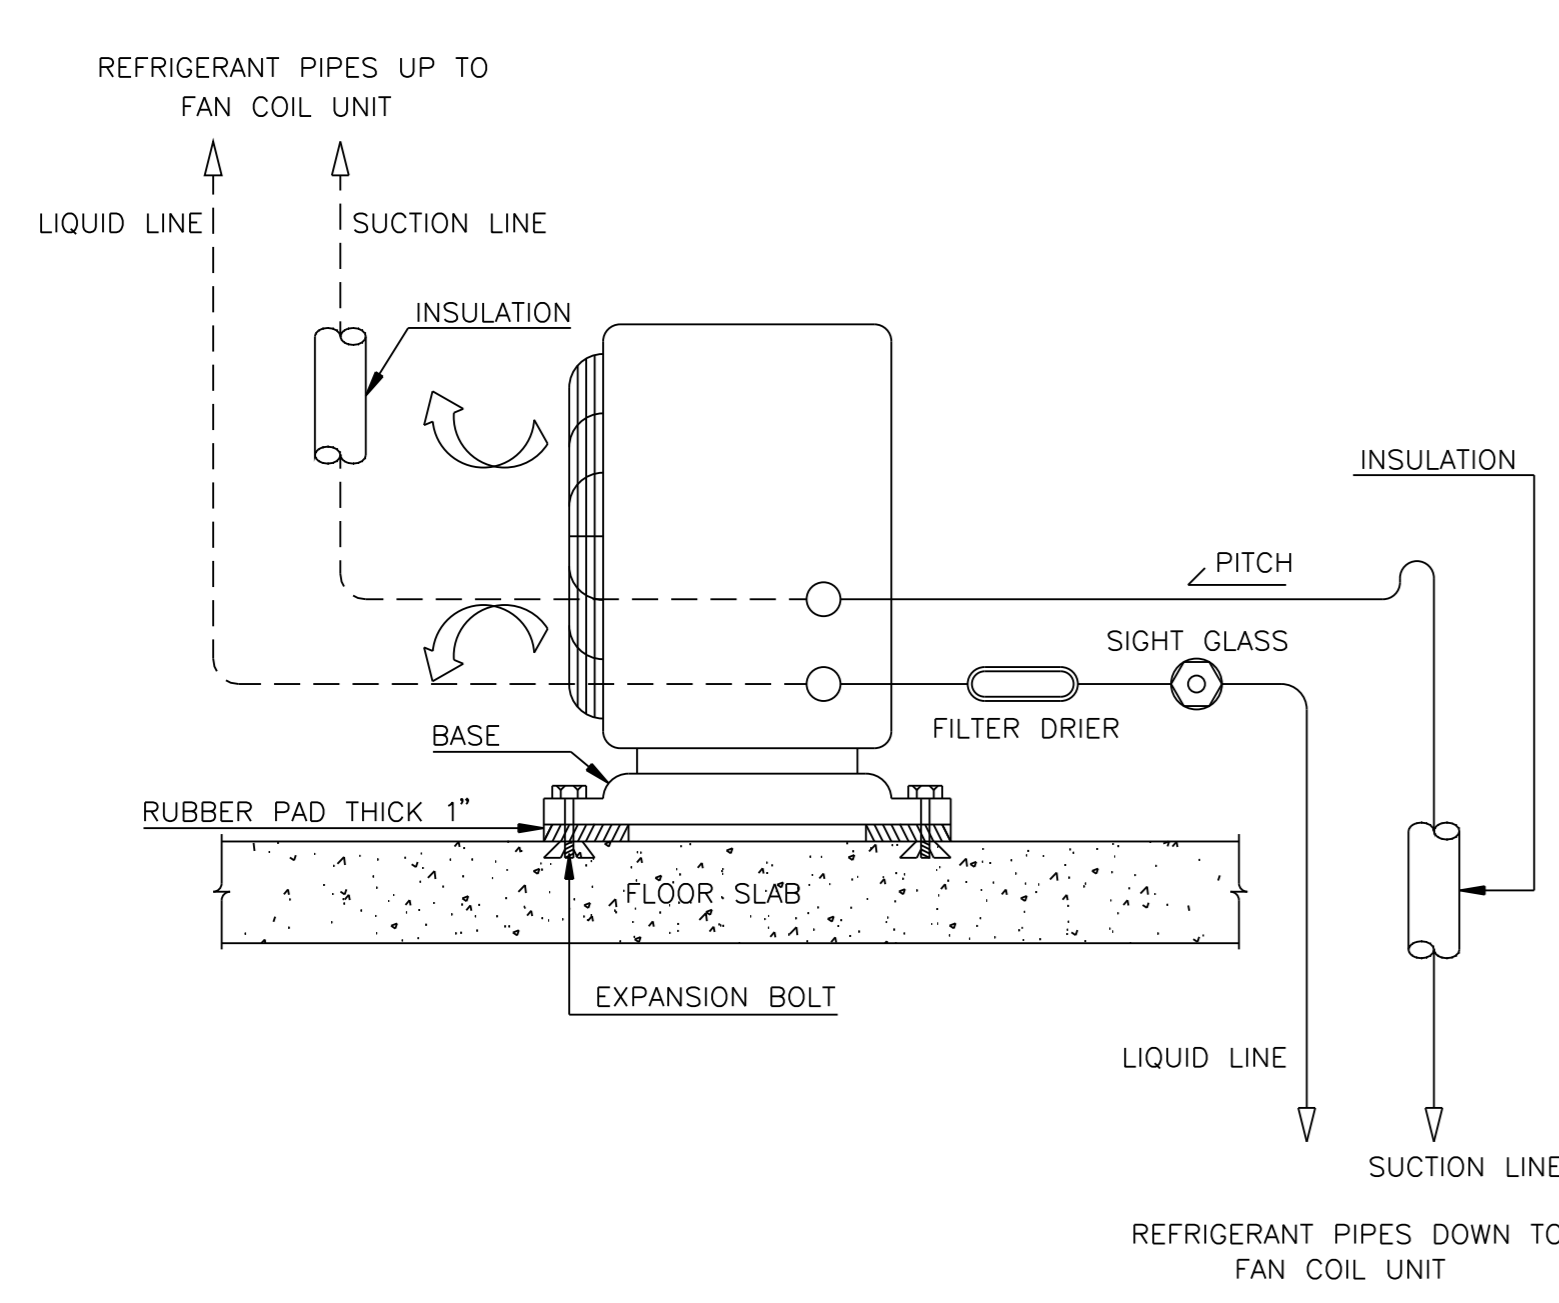 REFRIGERANT PIPES UP TO
FAN COIL UNIT
LIQUID LINE
SUCTION LINE
INSULATION
INSULATION
PITCH
SIGHT GLASS
FILTER DRIER
BASE
RUBBER PAD THICK 1”
FLOOR SLAB
EXPANSION BOLT
LIQUID LINE
SUCTION LINE
REFRIGERANT PIPES DOWN TO
FAN COIL UNIT